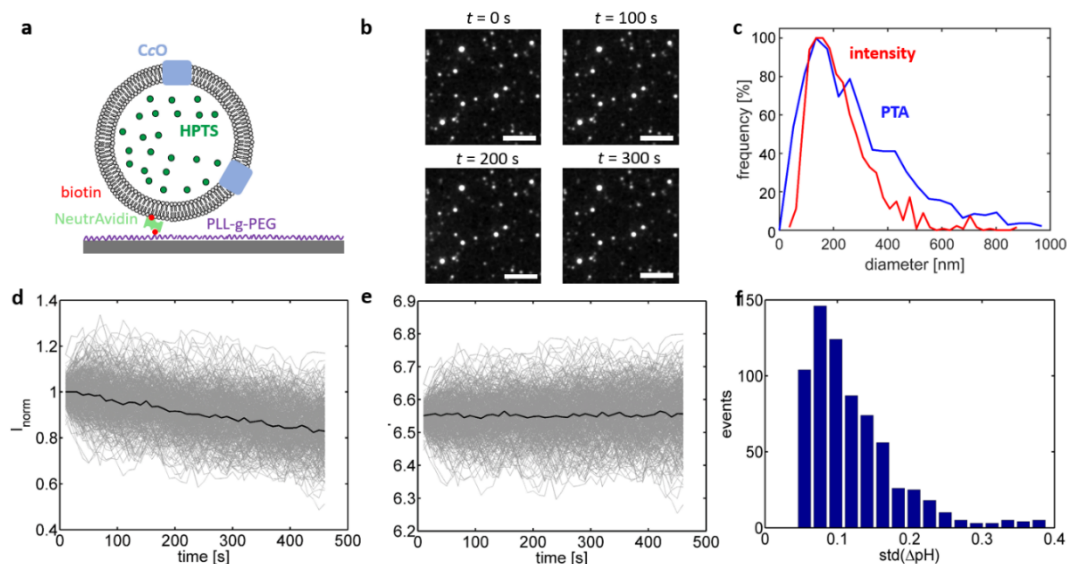 a
CcO
HPTS
biotin
NeutrAvidin
PLL-g-PEG
b
t = 0 s
t = 100 s
t = 200 s
t = 300 s
c
100
80
60
40
20
0
frequency [%]
intensity
PTA
0
200
400
600
800
1000
diameter [nm]
d
1.4
1.2
1
0.8
0.6
0.4
I_norm
0
100
200
300
400
500
time [s]
e
6.9
6.8
6.7
6.6
6.5
6.4
6.3
6.2
0
100
200
300
400
500
time [s]
f
150
100
50
0
events
0.1
0.2
0.3
0.4
std(ΔpH)